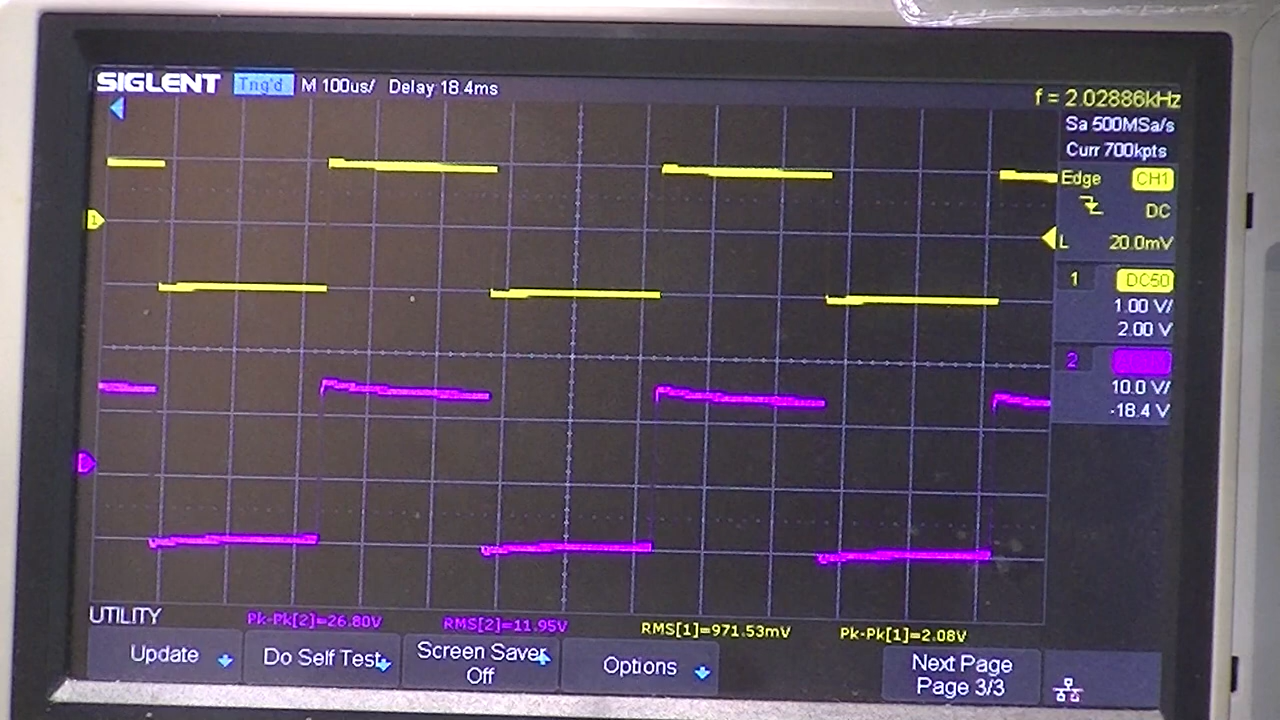 SIGLENT Trig'd M 100us/ Delay 18.4ms
f = 2.02886kHz
Sa 500MSa/s
Curr 700kpts
Edge CH1
DC
L 20.0mV
1 DC50
1.00 V/
2.00 V
2
10.0 V/
-18.4 V
1
UTILITY
Pk-Pk[2]=26.80V RMS[2]=11.95V RMS[1]=971.53mV Pk-Pk[1]=2.08V
Update
Do Self Test
Screen Saver
Off
Options
Next Page
Page 3/3